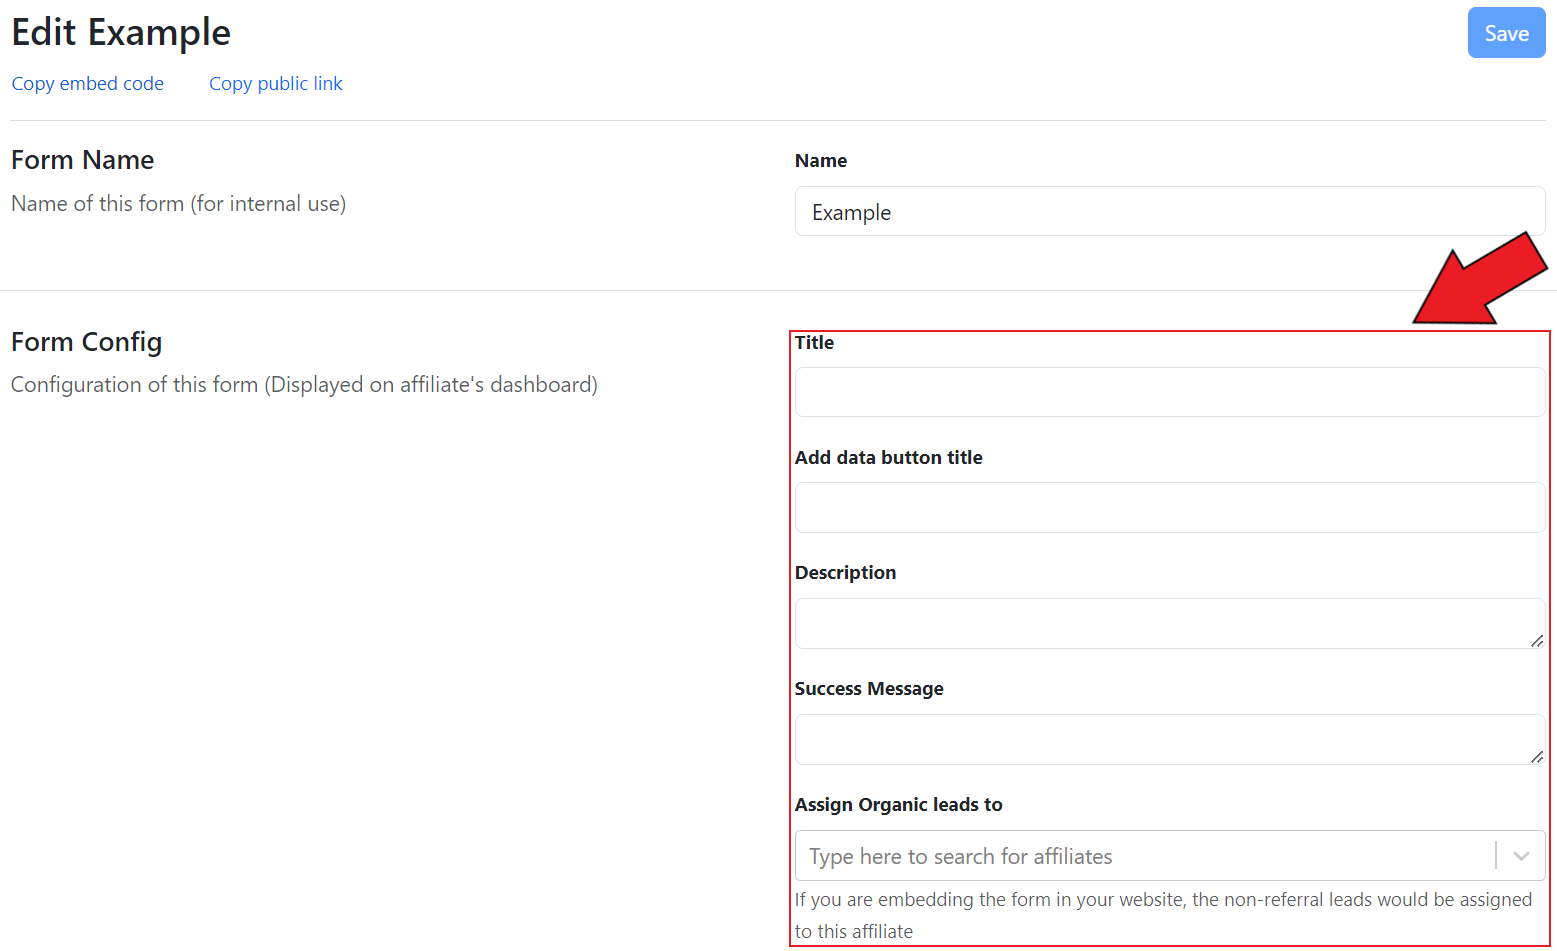 Edit Example
Save
Copy embed code
Copy public link
Form Name
Name
Name of this form (for internal use)
Example
Form Config
Title
Configuration of this form (Displayed on affiliate's dashboard)
Add data button title
Description
Success Message
Assign Organic leads to
Type here to search for affiliates
If you are embedding the form in your website, the non-referral leads would be assigned
to this affiliate